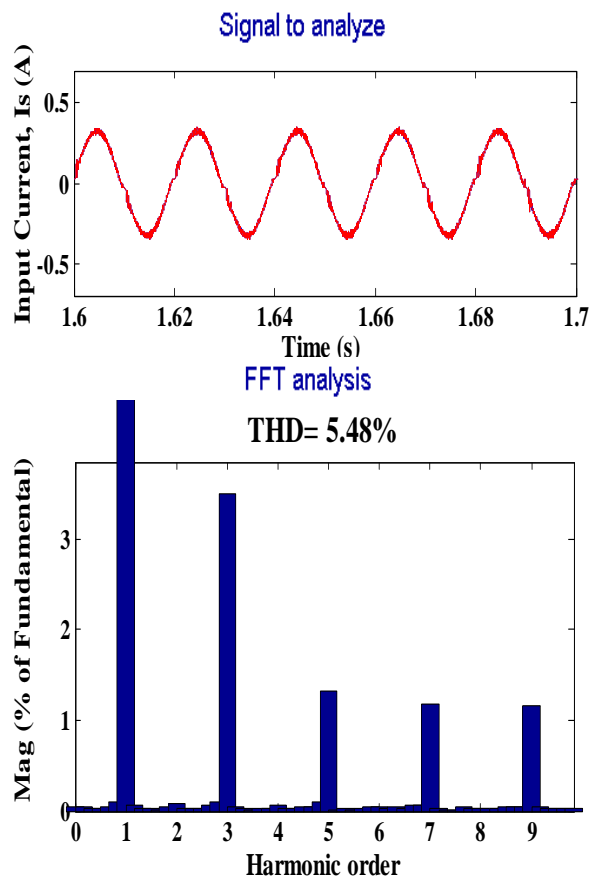 Signal to analyze
Input Current, Is (A)
0.5
0
-0.5
1.6 1.62 1.64 1.66 1.68 1.7
Time (s)
FFT analysis
THD= 5.48%
Mag (% of Fundamental)
3
2
1
0
0 1 2 3 4 5 6 7 8 9
Harmonic order